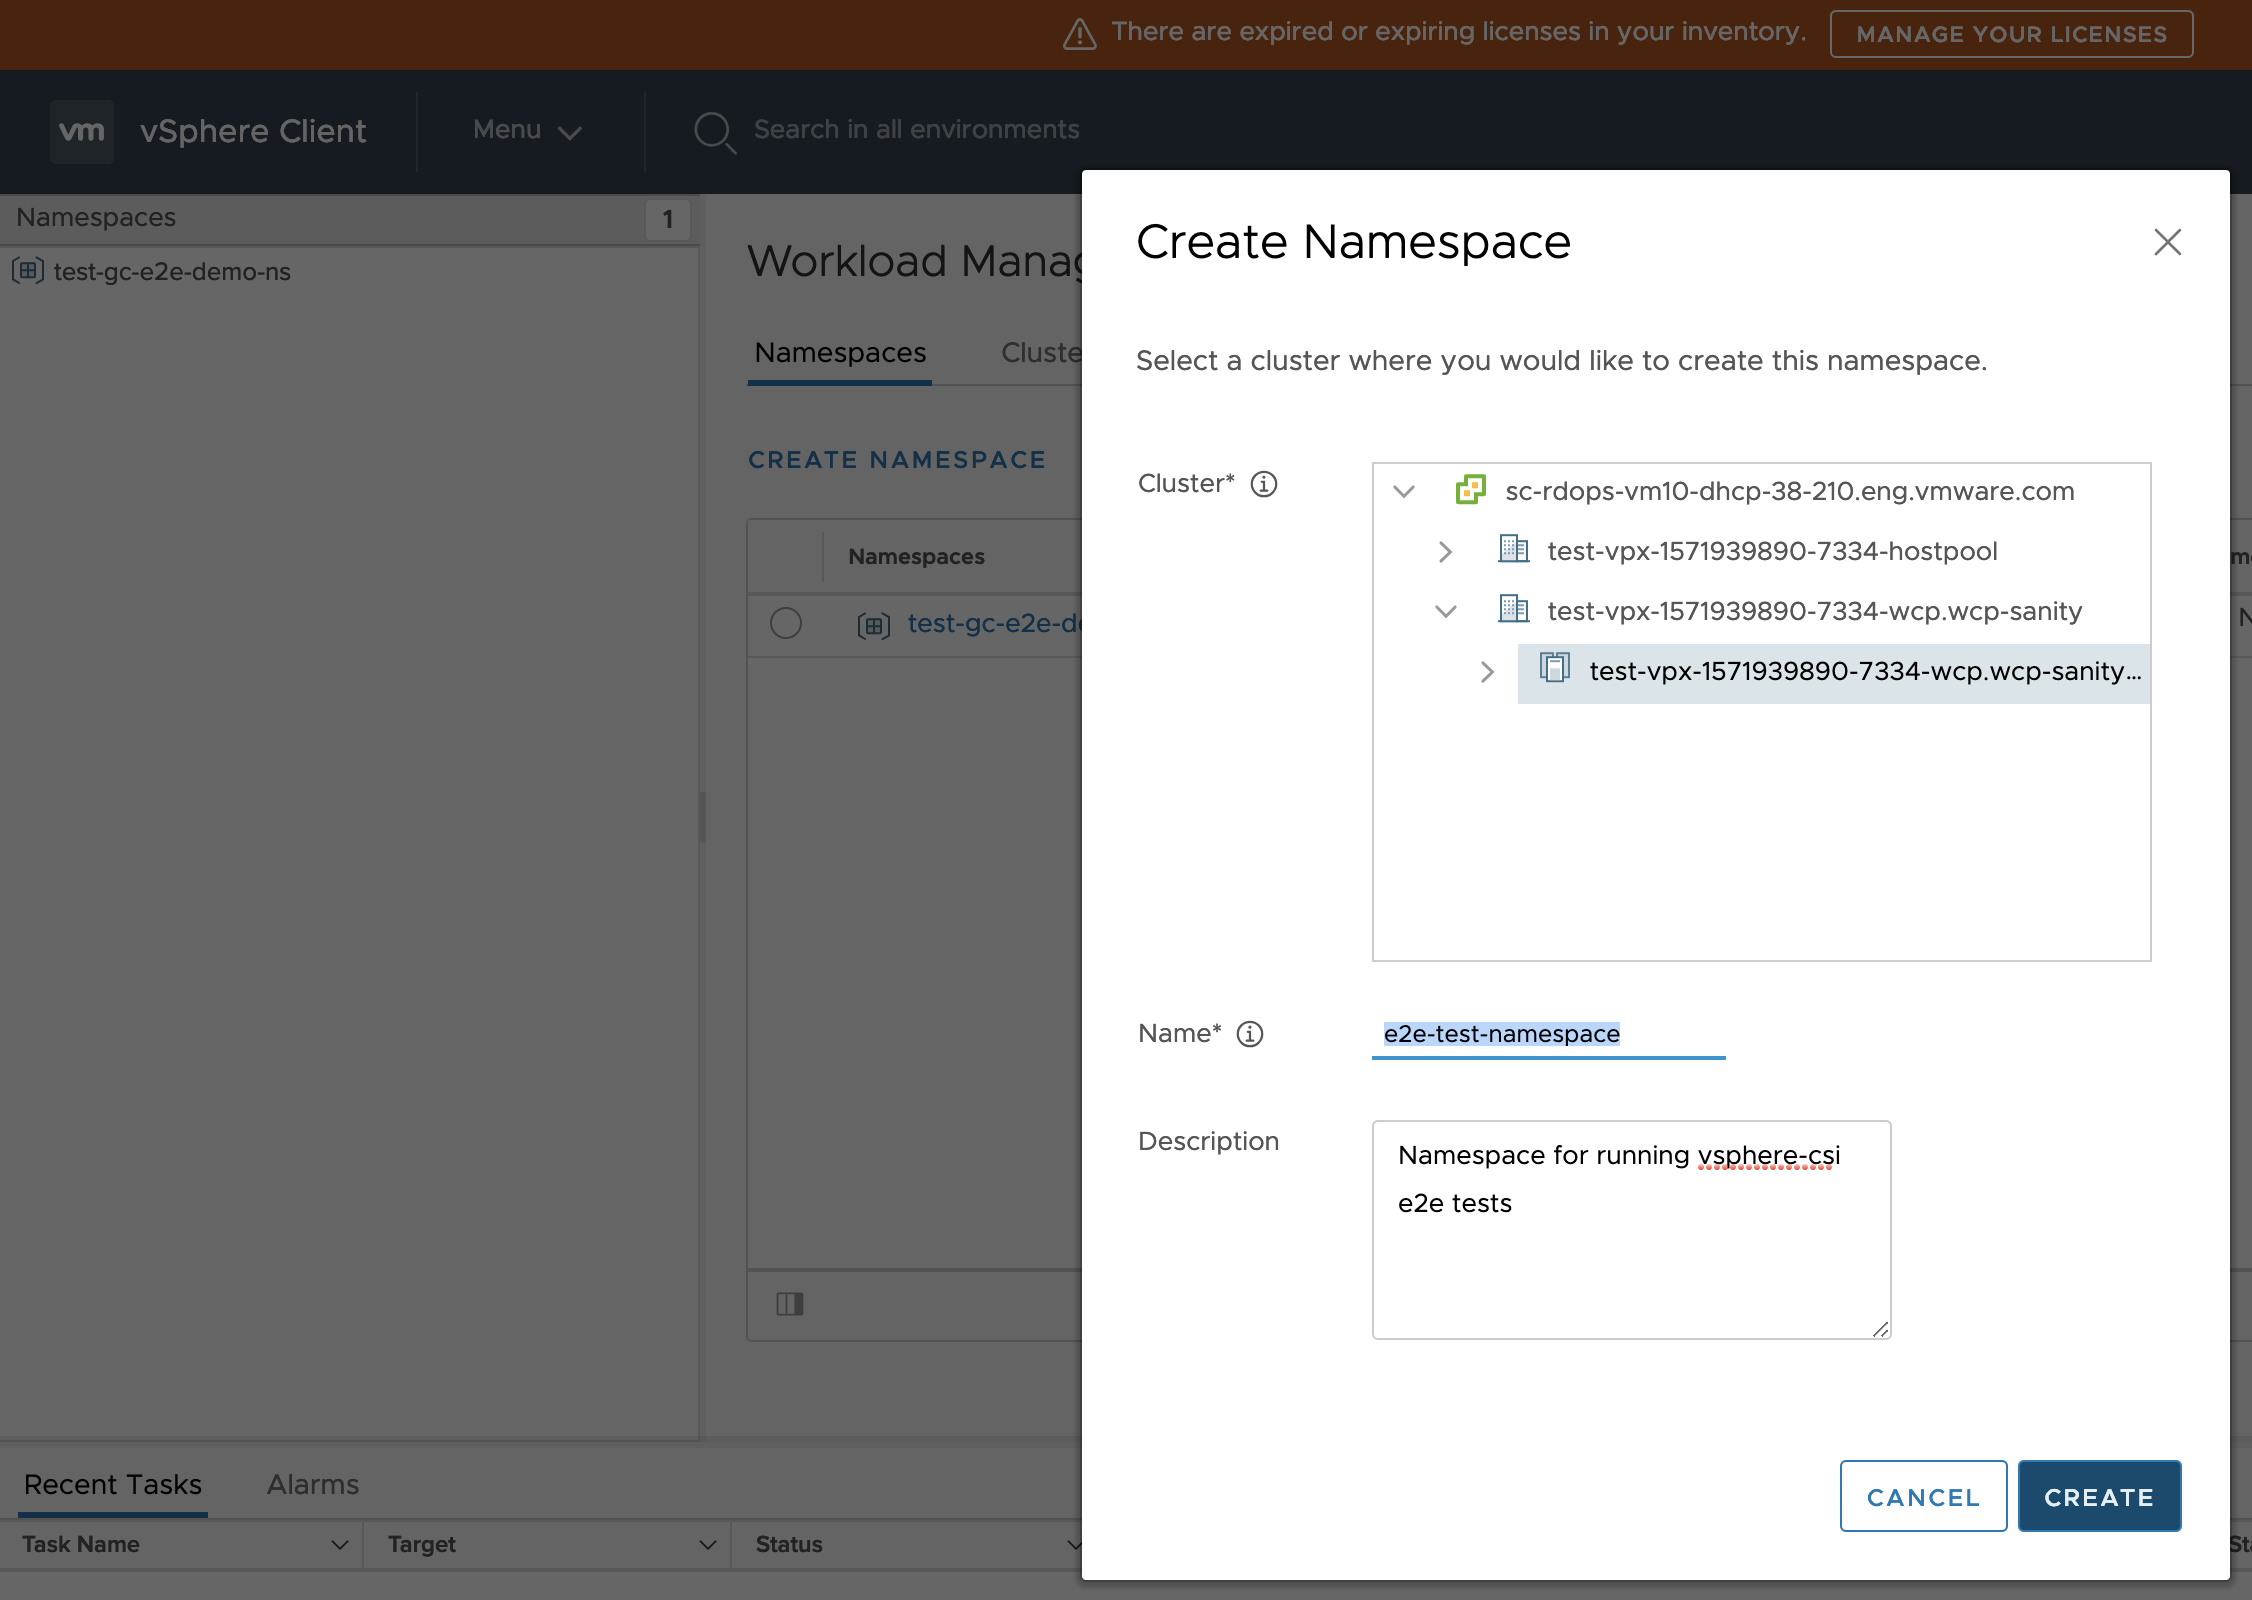 There are expired or expiring licenses in your inventory.
MANAGE YOUR LICENSES
vm
vSphere Client
Menu
Search in all environments
Namespaces
1
test-gc-e2e-demo-ns
Workload Manag
Namespaces
Cluste
CREATE NAMESPACE
Namespaces
test-gc-e2e-de
Create Namespace
Select a cluster where you would like to create this namespace.
Cluster*
sc-rdops-vm10-dhcp-38-210.eng.vmware.com
test-vpx-1571939890-7334-hostpool
test-vpx-1571939890-7334-wcp.wcp-sanity
test-vpx-1571939890-7334-wcp.wcp-sanity...
Name*
e2e-test-namespace
Description
Namespace for running vsphere-csi
e2e tests
CANCEL
CREATE
Recent Tasks
Alarms
Task Name
Target
Status